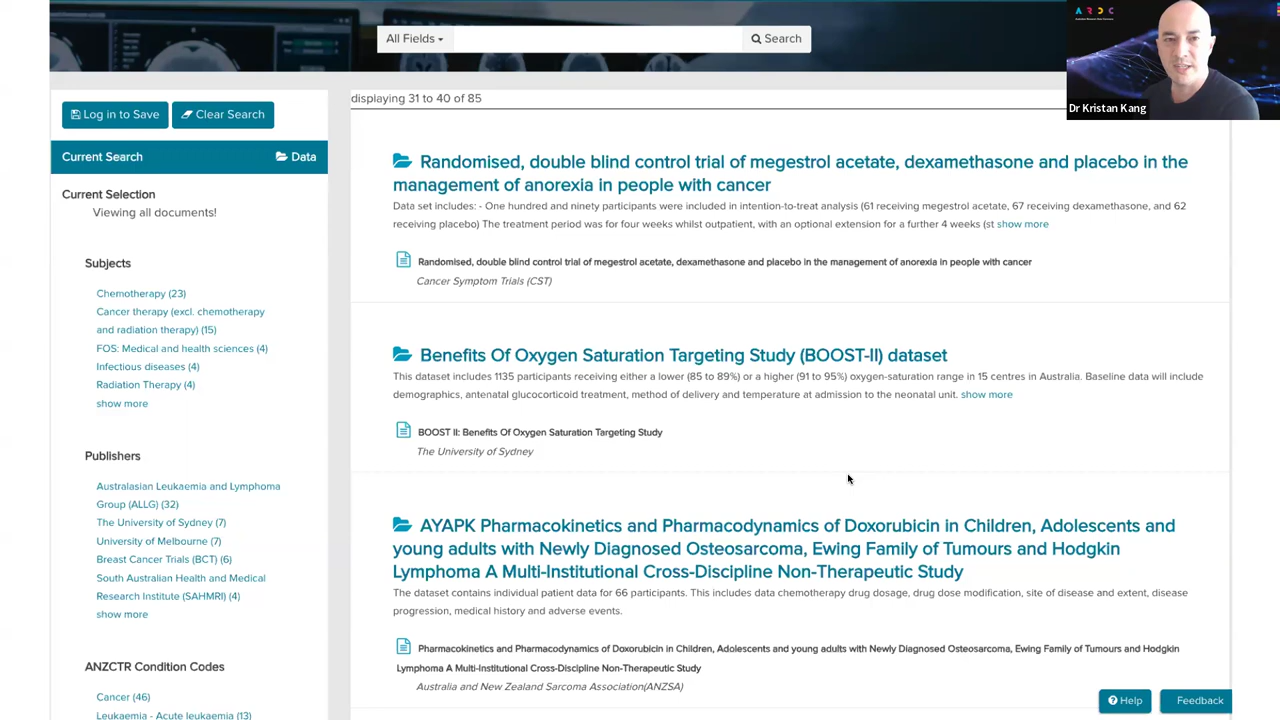 All Fields
Search
ARDC
Dr Kristan Kang
Log in to Save
Clear Search
displaying 31 to 40 of 85
Current Search
Data
Current Selection
Viewing all documents!
Subjects
Chemotherapy (23)
Cancer therapy (excl. chemotherapy
and radiation therapy) (15)
FOS: Medical and health sciences (4)
Infectious diseases (4)
Radiation Therapy (4)
show more
Publishers
Australasian Leukaemia and Lymphoma
Group (ALLG) (32)
The University of Sydney (7)
University of Melbourne (7)
Breast Cancer Trials (BCT) (6)
South Australian Health and Medical
Research Institute (SAHMRI) (4)
show more
ANZCTR Condition Codes
Cancer (46)
Leukaemia - Acute leukaemia (13)
Randomised, double blind control trial of megestrol acetate, dexamethasone and placebo in the
management of anorexia in people with cancer
Data set includes: - One hundred and ninety participants were included in intention-to-treat analysis (61 receiving megestrol acetate, 67 receiving dexamethasone, and 62
receiving placebo) The treatment period was for four weeks whilst outpatient, with an optional extension for a further 4 weeks (st show more
Randomised, double blind control trial of megestrol acetate, dexamethasone and placebo in the management of anorexia in people with cancer
Cancer Symptom Trials (CST)
Benefits Of Oxygen Saturation Targeting Study (BOOST-II) dataset
This dataset includes 1135 participants receiving either a lower (85 to 89%) or a higher (91 to 95%) oxygen-saturation range in 15 centres in Australia. Baseline data will include
demographics, antenatal glucocorticoid treatment, method of delivery and temperature at admission to the neonatal unit. show more
BOOST II: Benefits Of Oxygen Saturation Targeting Study
The University of Sydney
AYAPK Pharmacokinetics and Pharmacodynamics of Doxorubicin in Children, Adolescents and
young adults with Newly Diagnosed Osteosarcoma, Ewing Family of Tumours and Hodgkin
Lymphoma A Multi-Institutional Cross-Discipline Non-Therapeutic Study
The dataset contains individual patient data for 66 participants. This includes data chemotherapy drug dosage, drug dose modification, site of disease and extent, disease
progression, medical history and adverse events.
Pharmacokinetics and Pharmacodynamics of Doxorubicin in Children, Adolescents and young adults with Newly Diagnosed Osteosarcoma, Ewing Family of Tumours and Hodgkin
Lymphoma A Multi-Institutional Cross-Discipline Non-Therapeutic Study
Australia and New Zealand Sarcoma Association(ANZSA)
Help
Feedback